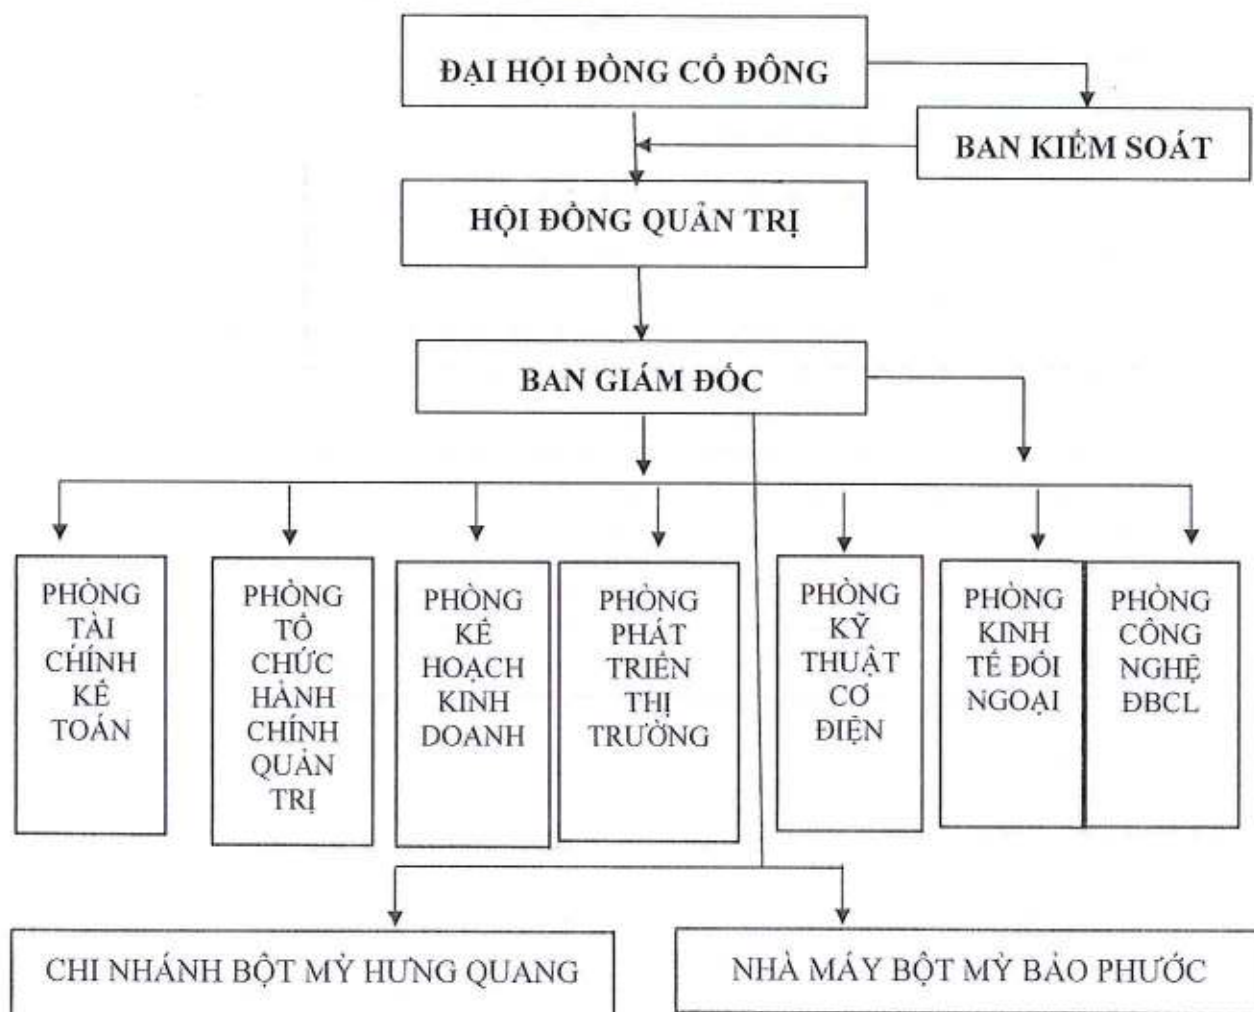 ĐẠI HỘI ĐỒNG CỔ ĐÔNG
BAN KIỂM SOÁT
HỘI ĐỒNG QUẢN TRỊ
BAN GIÁM ĐỐC
PHÒNG
TÀI
CHÍNH
KẾ
TOÁN
PHÒNG
TỔ
CHỨC
HÀNH
CHÍNH
QUẢN
TRỊ
PHÒNG
KẾ
HOẠCH
KINH
DOANH
PHÒNG
PHÁT
TRIỂN
THỊ
TRƯỜNG
PHÒNG
KỸ
THUẬT
CƠ
ĐIỆN
PHÒNG
KINH
TẾ ĐỐI
NGOẠI
PHÒNG
CÔNG
NGHỆ
ĐBCL
CHI NHÁNH BỘT MỲ HƯNG QUANG
NHÀ MÁY BỘT MỲ BẢO PHƯỚC